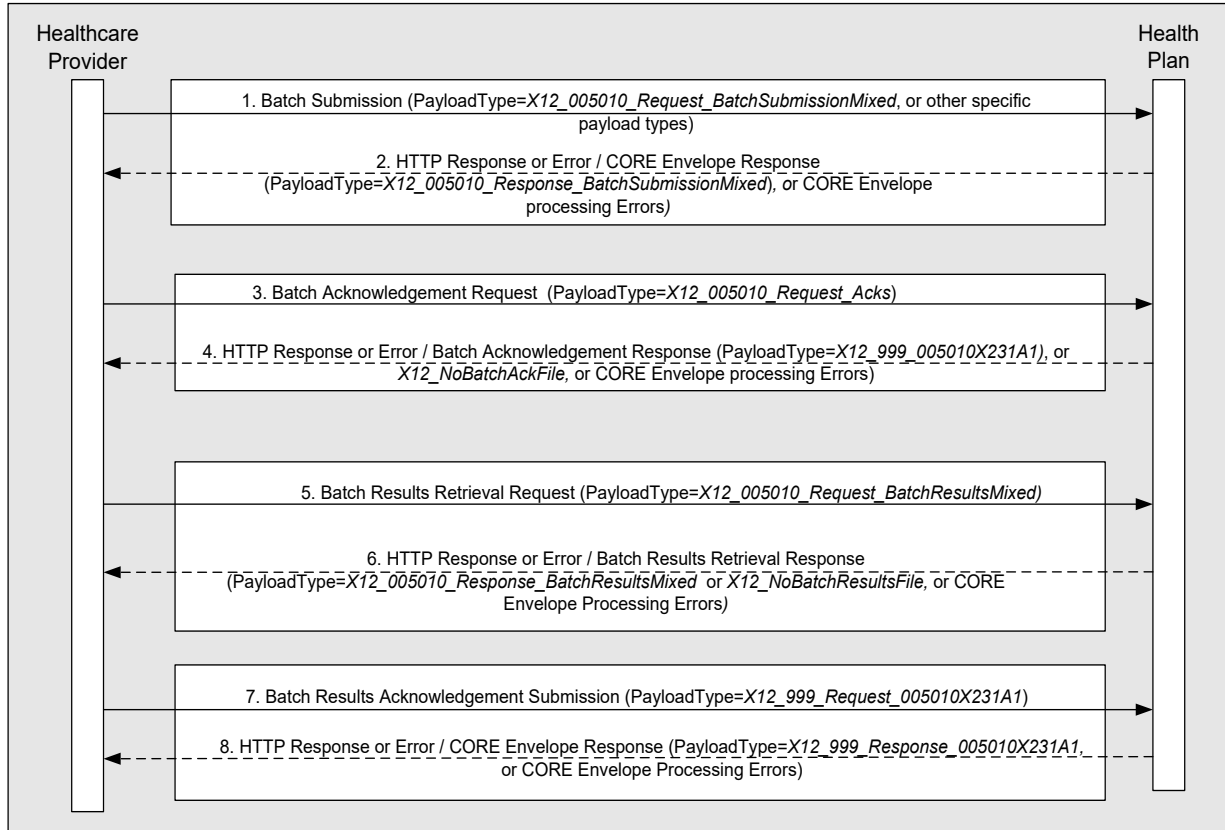 Healthcare
Provider
Health
Plan
1. Batch Submission (PayloadType=X12_005010_Request_BatchSubmissionMixed, or other specific
payload types)
2. HTTP Response or Error / CORE Envelope Response
(PayloadType=X12_005010_Response_BatchSubmissionMixed), or CORE Envelope
processing Errors)
3. Batch Acknowledgement Request  (PayloadType=X12_005010_Request_Acks)
4. HTTP Response or Error / Batch Acknowledgement Response (PayloadType=X12_999_005010X231A1), or
X12_NoBatchAckFile, or CORE Envelope processing Errors)
5. Batch Results Retrieval Request (PayloadType=X12_005010_Request_BatchResultsMixed)
6. HTTP Response or Error / Batch Results Retrieval Response
(PayloadType=X12_005010_Response_BatchResultsMixed  or X12_NoBatchResultsFile, or CORE
Envelope Processing Errors)
7. Batch Results Acknowledgement Submission (PayloadType=X12_999_Request_005010X231A1)
8. HTTP Response or Error / CORE Envelope Response (PayloadType=X12_999_Response_005010X231A1,
or CORE Envelope Processing Errors)